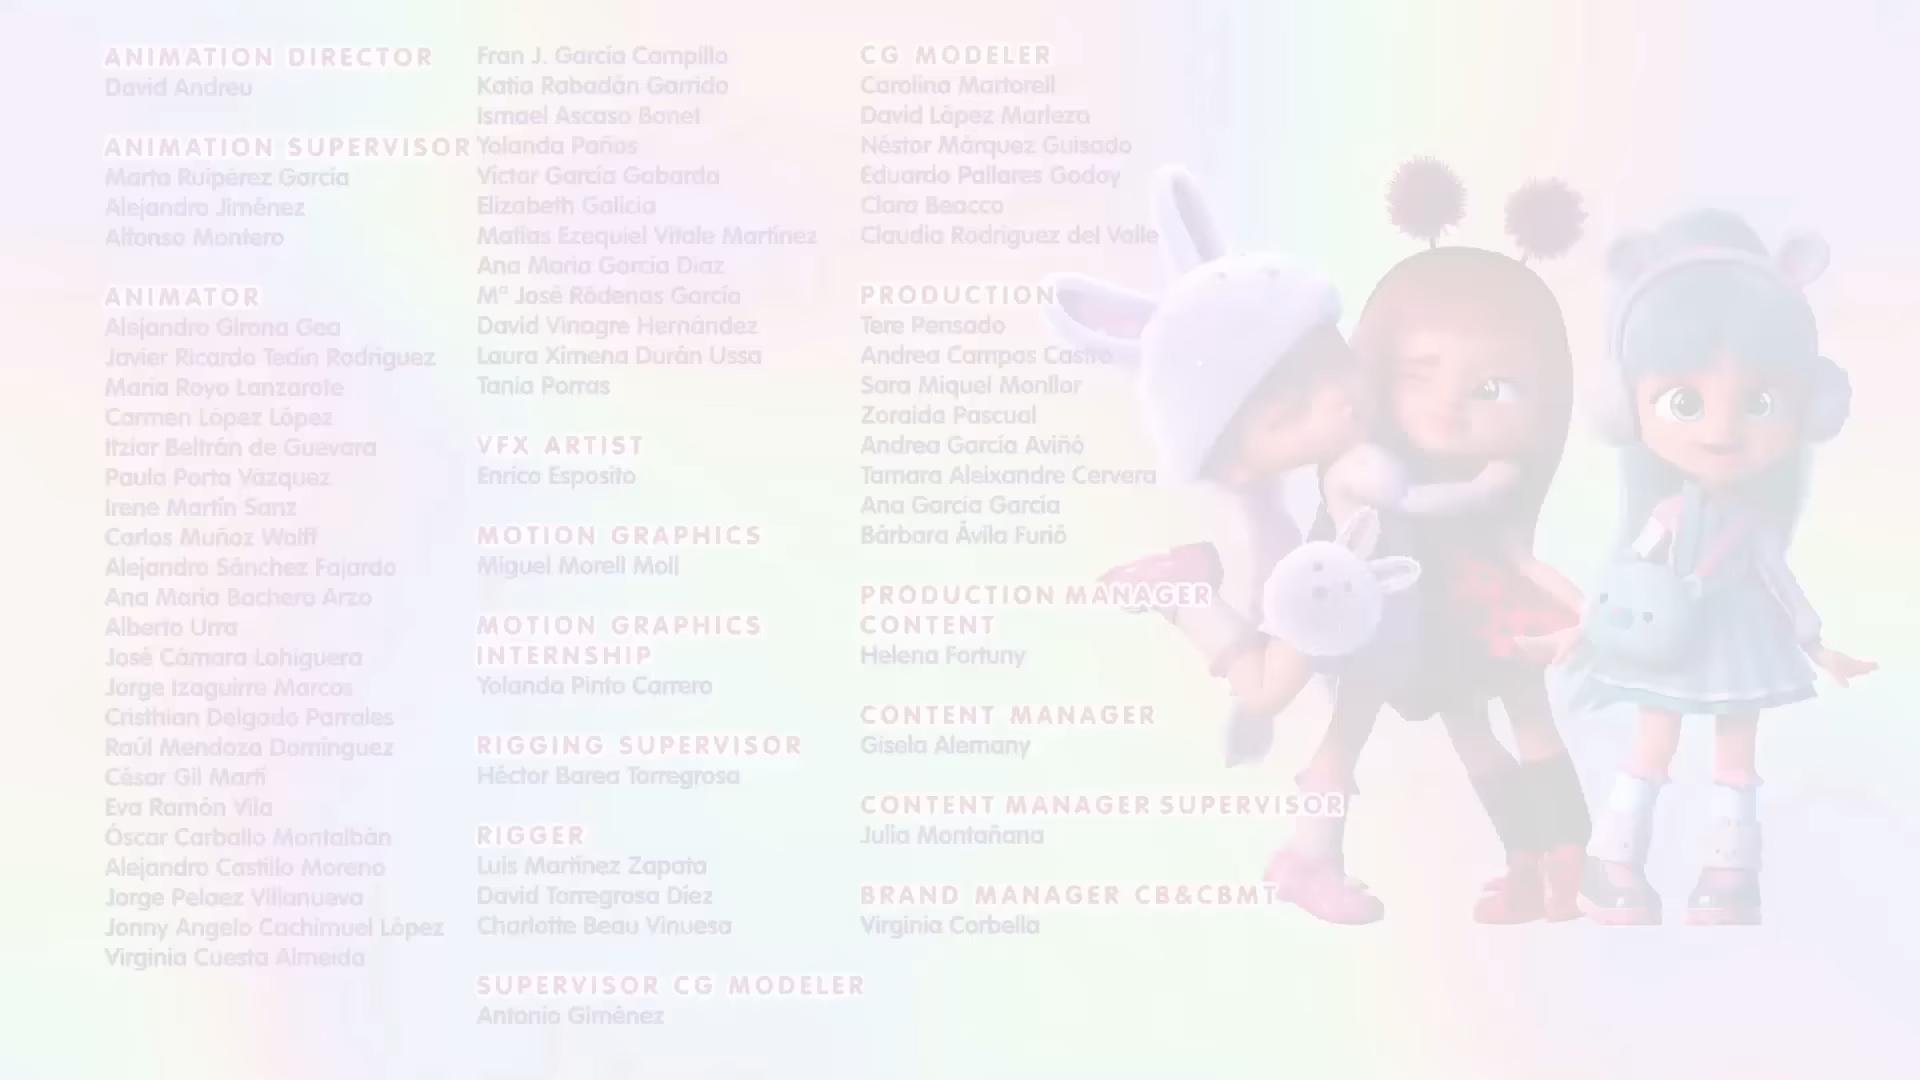 ANIMATION DIRECTOR
David Andreu
ANIMATION SUPERVISOR
Marta Ruipérez García
Alejandro Jiménez
Alfonso Montero
ANIMATOR
Alejandro Girona Gea
Javier Ricardo Tedin Rodriguez
María Royo Lanzarote
Carmen López López
Itziar Beltrán de Guevara
Paula Porta Vázquez
Irene Martín Sanz
Carlos Muñoz Wolff
Alejandro Sánchez Fajardo
Ana Maria Bachero Arzo
Alberto Urra
José Cámara Lohiguera
Jorge Izaguirre Marcos
Cristhian Delgado Parrales
Raúl Mendoza Domínguez
César Gil Martí
Eva Ramón Vila
Óscar Carballo Montalbán
Alejandro Castillo Moreno
Jorge Pelaez Villanueva
Jonny Angelo Cachimuel López
Virginia Cuesta Almeida
Fran J. García Campillo
Katia Rabadán Garrido
Ismael Ascaso Bonet
Yolanda Paños
Víctor García Gabarda
Elizabeth Galicia
Matías Ezequiel Vitale Martínez
Ana María García Díaz
Mª José Ródenas García
David Vinagre Hernández
Laura Ximena Durán Ussa
Tania Porras
VFX ARTIST
Enrico Esposito
MOTION GRAPHICS
Miguel Morell Moll
MOTION GRAPHICS
INTERNSHIP
Yolanda Pinto Carrero
RIGGING SUPERVISOR
Héctor Barea Torregrosa
RIGGER
Luis Martínez Zapata
David Torregrosa Díez
Charlotte Beau Vinuesa
SUPERVISOR CG MODELER
Antonio Giménez
CG MODELER
Carolina Martorell
David López Marleza
Néstor Márquez Guisado
Eduardo Pallares Godoy
Clara Beacco
Claudia Rodriguez del Valle
PRODUCTION
Tere Pensado
Andrea Campos Castro
Sara Miquel Monllor
Zoraida Pascual
Andrea García Aviñó
Tamara Aleixandre Cervera
Ana García García
Bárbara Ávila Furió
PRODUCTION MANAGER
CONTENT
Helena Fortuny
CONTENT MANAGER
Gisela Alemany
CONTENT MANAGER SUPERVISOR
Julia Montañana
BRAND MANAGER CB&CBMT
Virginia Corbella